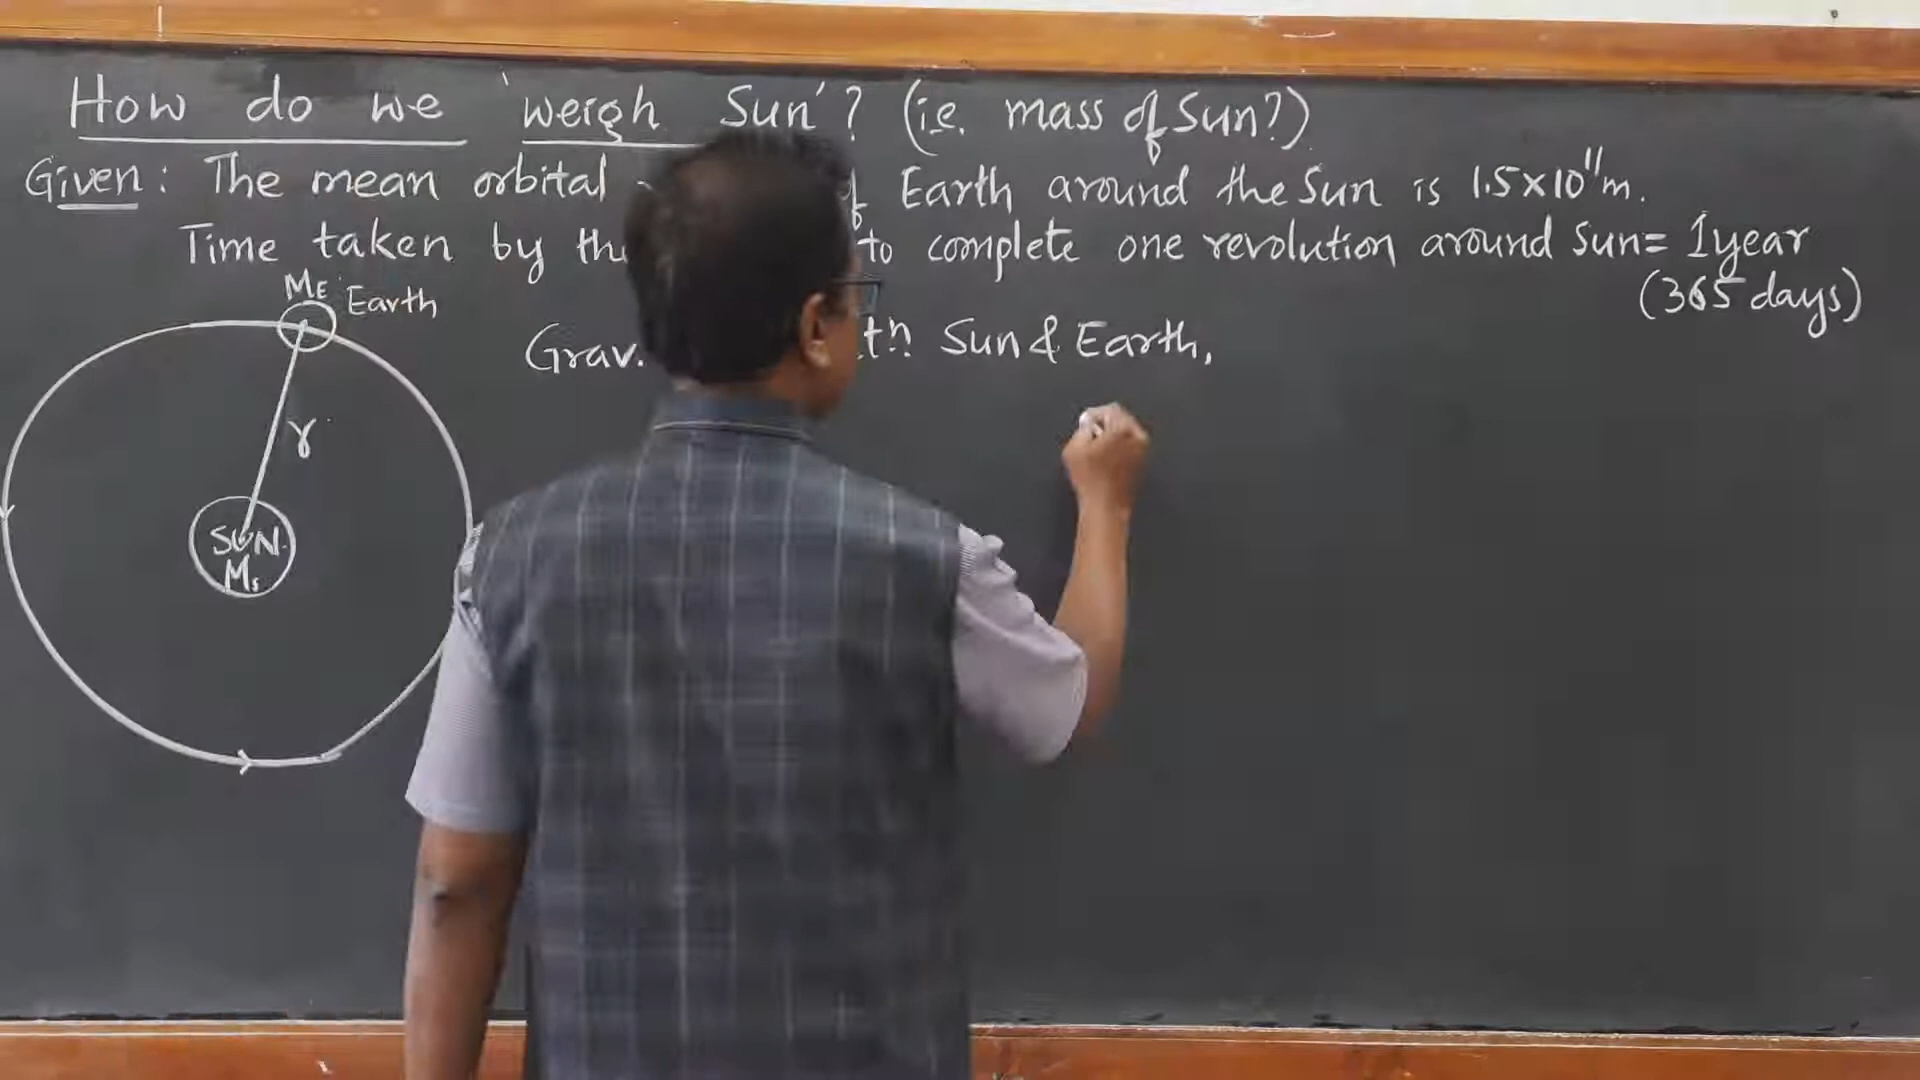 How do we 'weigh Sun'? (i.e. mass of Sun?)
Given: The mean orbital of Earth around the Sun is 1.5×10¹¹m.
Time taken by to complete one revolution around Sun= 1year
(365 days)
ME Earth
Grav. Sun & Earth,
r
SUN
Ms